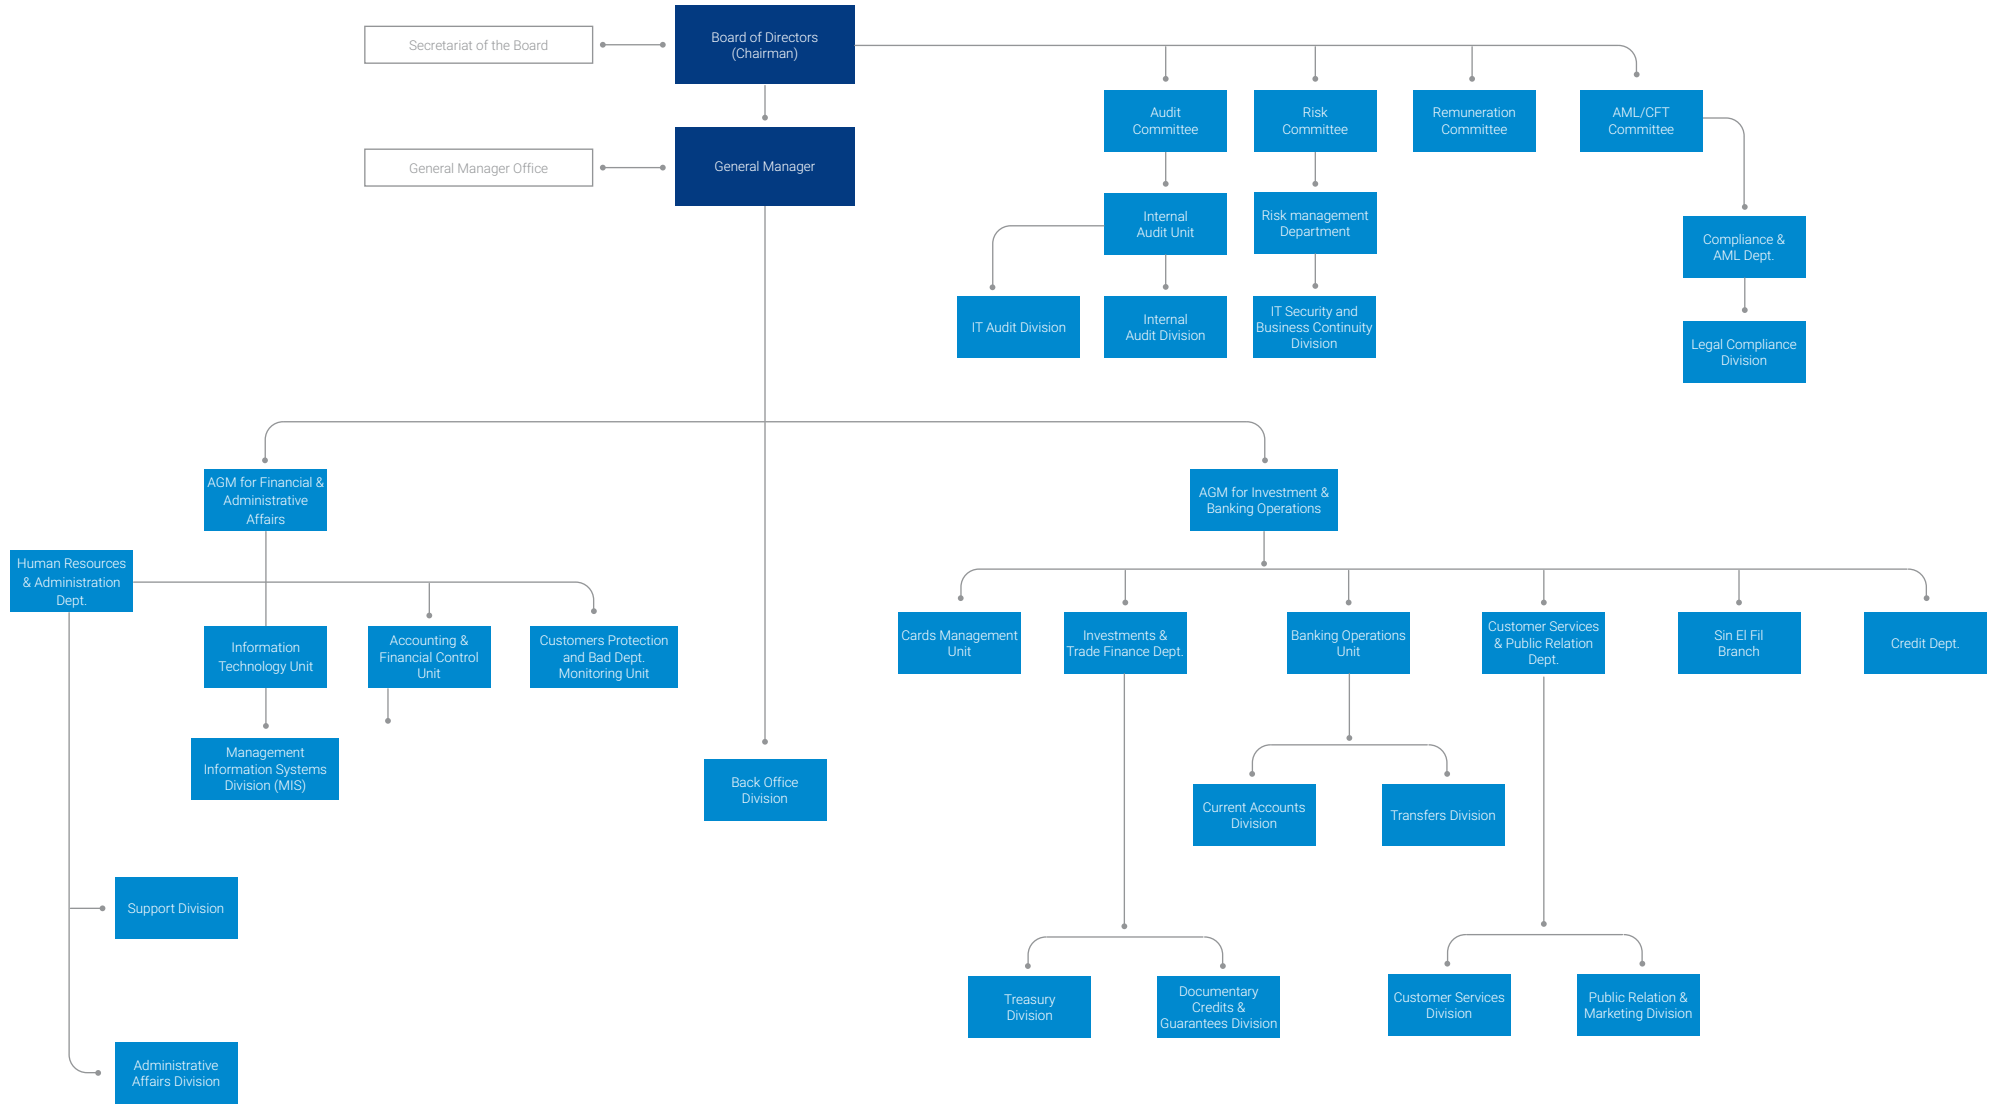 Secretariat of the Board
Board of Directors
(Chairman)
General Manager Office
General Manager
Audit
Committee
Risk
Committee
Remuneration
Committee
AML/CFT
Committee
Internal
Audit Unit
Risk management
Department
Compliance &
AML Dept.
IT Audit Division
Internal
Audit Division
IT Security and
Business Continuity
Division
Legal Compliance
Division
AGM for Financial &
Administrative
Affairs
AGM for Investment &
Banking Operations
Human Resources
& Administration
Dept.
Information
Technology Unit
Accounting &
Financial Control
Unit
Customers Protection
and Bad Dept.
Monitoring Unit
Cards Management
Unit
Investments &
Trade Finance Dept.
Banking Operations
Unit
Customer Services
& Public Relation
Dept.
Sin El Fil
Branch
Credit Dept.
Management
Information Systems
Division (MIS)
Back Office
Division
Current Accounts
Division
Transfers Division
Support Division
Treasury
Division
Documentary
Credits &
Guarantees Division
Customer Services
Division
Public Relation &
Marketing Division
Administrative
Affairs Division